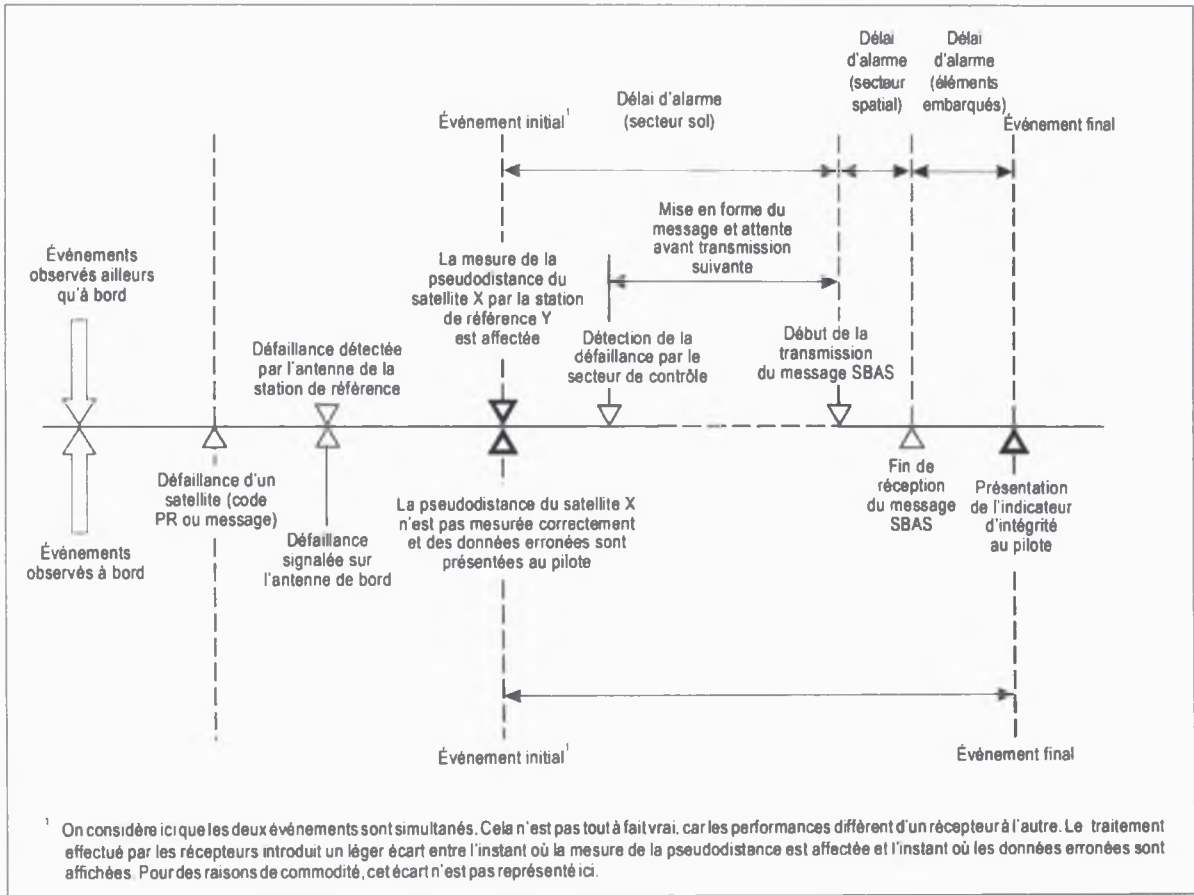 Délai
d'alarme
(secteur
spatial)
Délai
d'alarme
(éléments
embarqués)
Délai d'alarme
(secteur sol)
Événement initial¹
Événement final
Mise en forme du
message et attente
avant transmission
suivante
Événements
observés ailleurs
qu'à bord
La mesure de la
pseudodistance du
satellite X par la station
de référence Y
est affectée
Défaillance détectée
par l'antenne de la
station de référence
Détection de la
défaillance par le
secteur de contrôle
Début de la
transmission
du message SBAS
Événements
observés à bord
Défaillance d'un
satellite (code
PR ou message)
Défaillance
signalée sur
l'antenne de bord
La pseudodistance du satellite X
n'est pas mesurée correctement
et des données erronées sont
présentées au pilote
Fin de
réception
du message
SBAS
Présentation
de l'indicateur
d'intégrité
au pilote
Événement initial¹
Événement final
¹ On considère ici que les deux événements sont simultanés. Cela n'est pas tout à fait vrai, car les performances diffèrent d'un récepteur à l'autre. Le traitement
effectué par les récepteurs introduit un léger écart entre l'instant où la mesure de la pseudodistance est affectée et l'instant où les données erronées sont
affichées. Pour des raisons de commodité, cet écart n'est pas représenté ici.